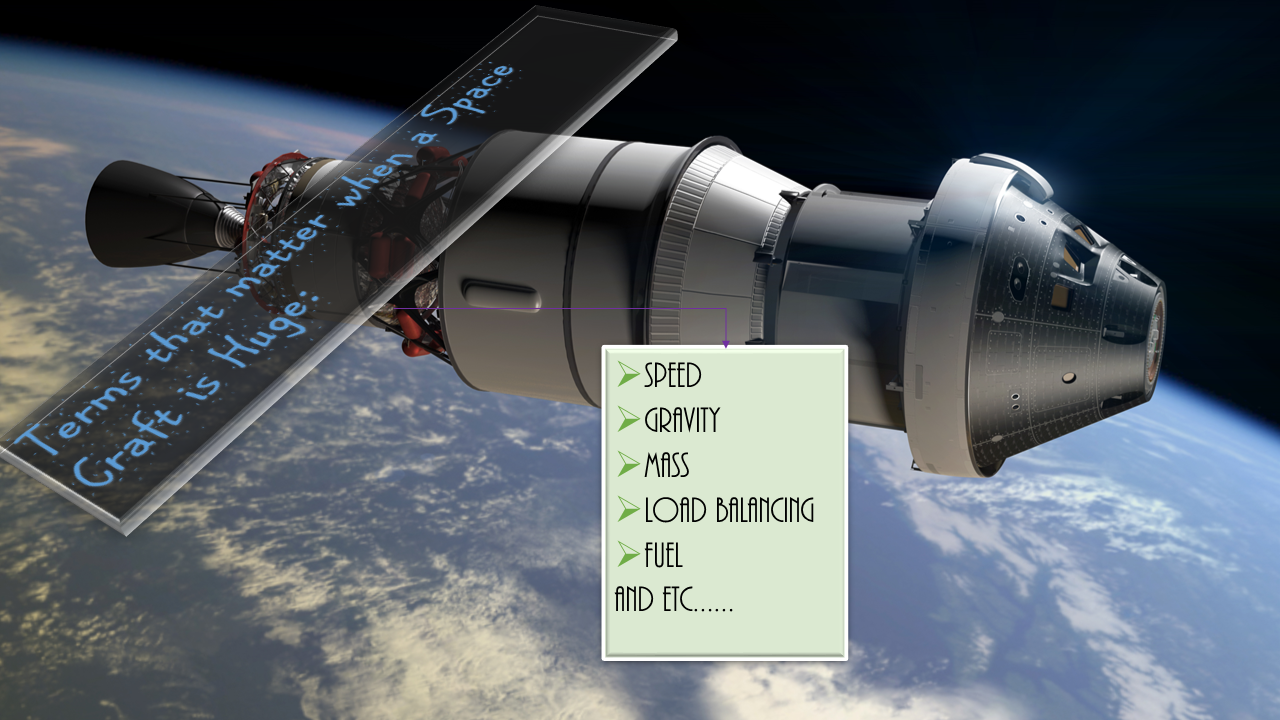 Terms that matter when a Space
Craft is Huge:
SPEED
GRAVITY
MASS
LOAD BALANCING
FUEL
AND ETC……